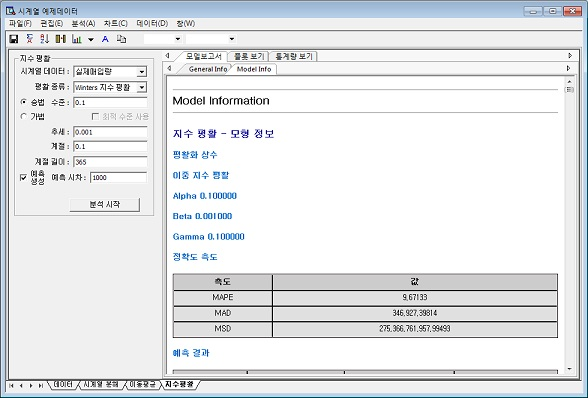 시계열 예제데이터
파일(F) 편집(E) 분석(A) 차트(C) 데이터(D) 창(W)
지수 평활
시계열 데이터 : 실제매입량
평활 종류 : Winters 지수 평활
승법 수준 : 0.1
가법 최적 수준 사용
추세 : 0.001
계절 : 0.1
계절 길이 : 365
예측 생성 예측 시차 : 1000
분석 시작
모델보고서 플롯 보기 통계량 보기
General Info Model Info
Model Information
지수 평활 - 모형 정보
평활화 상수
이중 지수 평활
Alpha 0.100000
Beta 0.001000
Gamma 0.100000
정확도 측도
측도 값
MAPE 9.67133
MAD 346,927.39814
MSD 275,366,761,957.99493
예측 결과
데이터 시계열 분해 이동평균 지수평활